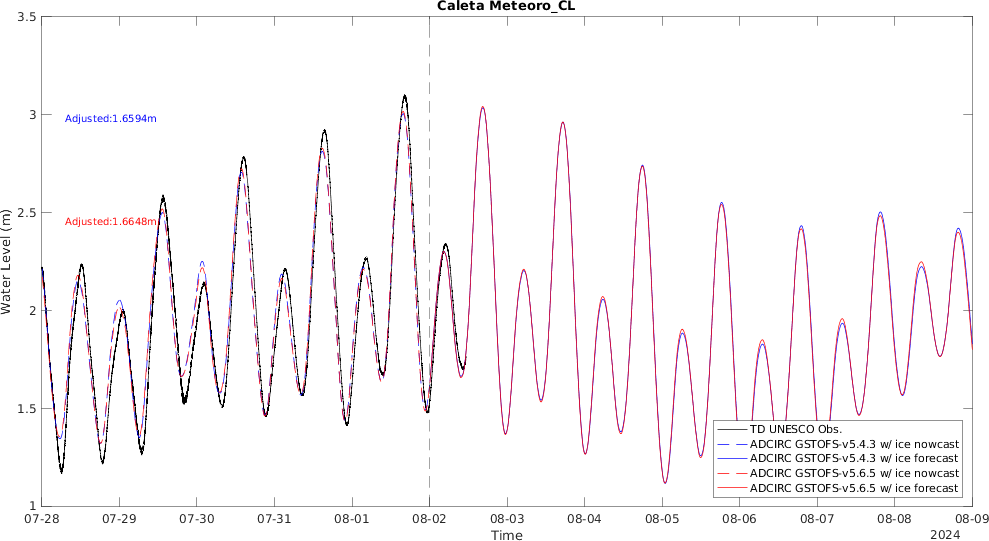 Caleta Meteoro_CL
3.5
3
2.5
2
1.5
1
Water Level (m)
Adjusted:1.6594m
Adjusted:1.6648m
TD UNESCO Obs.
ADCIRC GSTOFS-v5.4.3 w/ ice nowcast
ADCIRC GSTOFS-v5.4.3 w/ ice forecast
ADCIRC GSTOFS-v5.6.5 w/ ice nowcast
ADCIRC GSTOFS-v5.6.5 w/ ice forecast
07-28 07-29 07-30 07-31 08-01 08-02 08-03 08-04 08-05 08-06 08-07 08-08 08-09
Time
2024